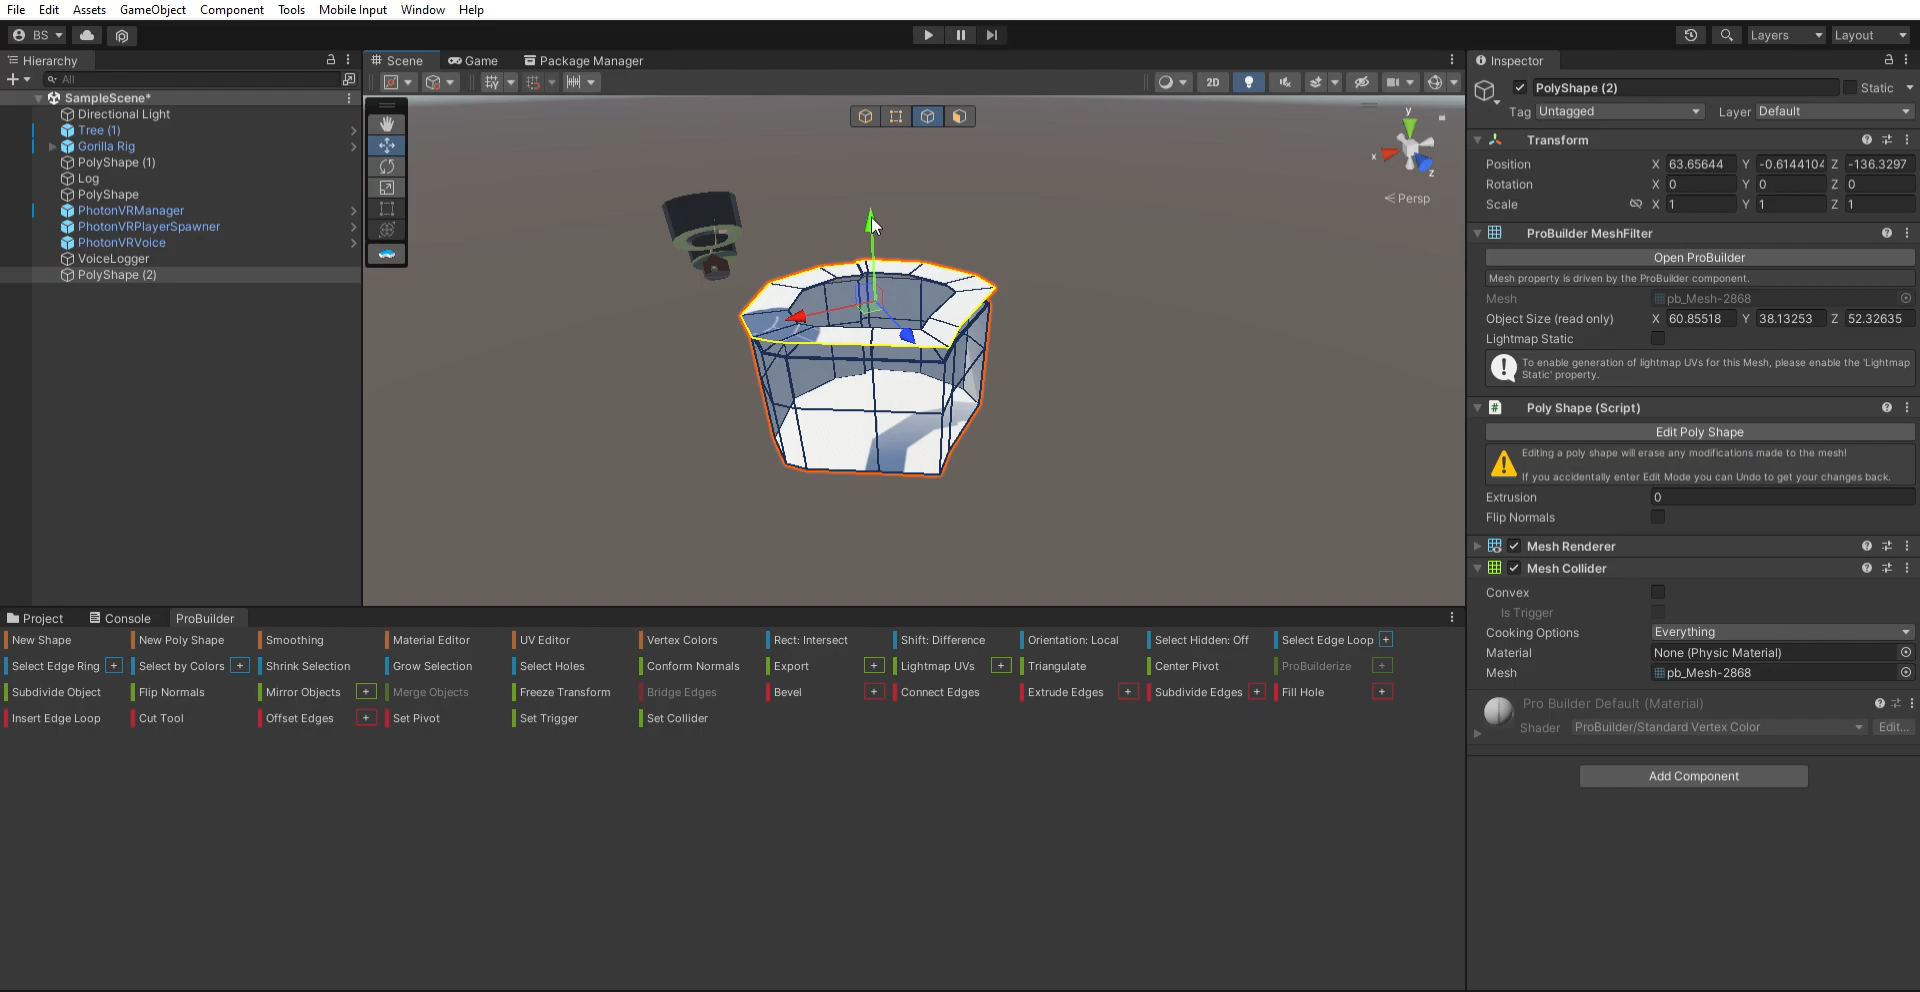 File Edit Assets GameObject Component Tools Mobile Input Window Help
BS Layers Layout
Hierarchy
All
SampleScene*
Directional Light
Tree (1)
Gorilla Rig
PolyShape (1)
Log
PolyShape
PhotonVRManager
PhotonVRPlayerSpawner
PhotonVRVoice
VoiceLogger
PolyShape (2)
Scene Game Package Manager
2D
y
x
z
Persp
Inspector
PolyShape (2) Static
Tag Untagged Layer Default
Transform
Position X 63.65644 Y -0.6144104 Z -136.3297
Rotation X 0 Y 0 Z 0
Scale X 1 Y 1 Z 1
ProBuilder MeshFilter
Open ProBuilder
Mesh property is driven by the ProBuilder component.
Mesh pb_Mesh-2868
Object Size (read only) X 60.85518 Y 38.13253 Z 52.32635
Lightmap Static
To enable generation of lightmap UVs for this Mesh, please enable the 'Lightmap
Static' property.
Poly Shape (Script)
Edit Poly Shape
Editing a poly shape will erase any modifications made to the mesh!
If you accidentally enter Edit Mode you can Undo to get your changes back.
Extrusion 0
Flip Normals
Mesh Renderer
Mesh Collider
Convex
Is Trigger
Cooking Options Everything
Material None (Physic Material)
Mesh pb_Mesh-2868
Pro Builder Default (Material)
Shader ProBuilder/Standard Vertex Color Edit...
Add Component
Project Console ProBuilder
New Shape New Poly Shape Smoothing Material Editor UV Editor Vertex Colors Rect: Intersect Shift: Difference Orientation: Local Select Hidden: Off Select Edge Loop +
Select Edge Ring + Select by Colors + Shrink Selection Grow Selection Select Holes Conform Normals Export + Lightmap UVs + Triangulate Center Pivot ProBuilderize +
Subdivide Object Flip Normals Mirror Objects + Merge Objects Freeze Transform Bridge Edges Bevel + Connect Edges Extrude Edges + Subdivide Edges + Fill Hole +
Insert Edge Loop Cut Tool Offset Edges + Set Pivot Set Trigger Set Collider